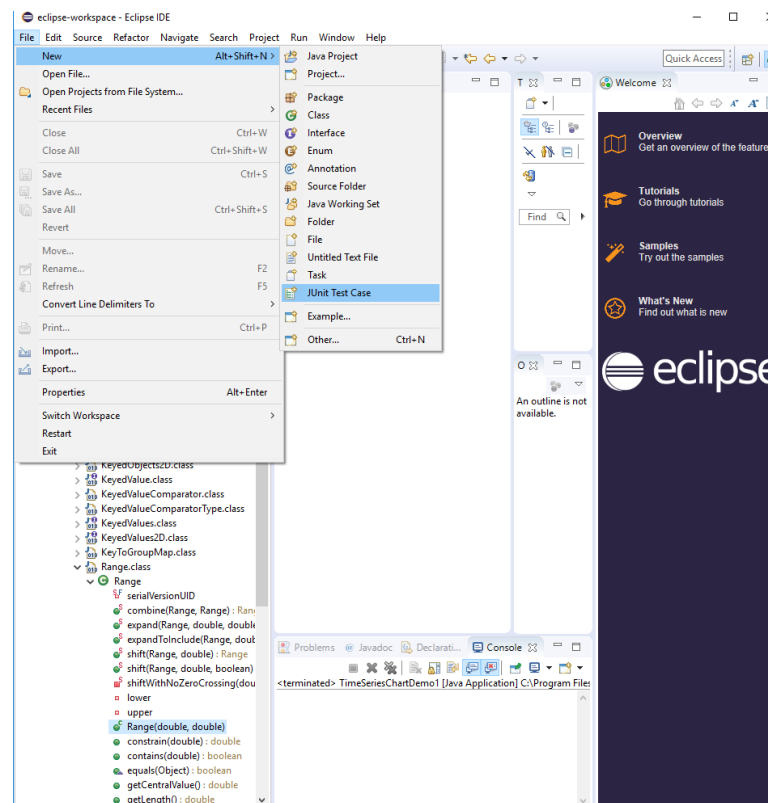 eclipse-workspace - Eclipse IDE
File Edit Source Refactor Navigate Search Project Run Window Help
New Alt+Shift+N >
Open File...
Open Projects from File System...
Recent Files >
Close Ctrl+W
Close All Ctrl+Shift+W
Save Ctrl+S
Save As...
Save All Ctrl+Shift+S
Revert
Move...
Rename... F2
Refresh F5
Convert Line Delimiters To >
Print... Ctrl+P
Import...
Export...
Properties Alt+Enter
Switch Workspace >
Restart
Exit
Java Project
Project...
Package
Class
Interface
Enum
Annotation
Source Folder
Java Working Set
Folder
File
Untitled Text File
Task
JUnit Test Case
Example...
Other... Ctrl+N
Quick Access
T
Find
O
An outline is not
available.
Welcome
Overview
Get an overview of the feature
Tutorials
Go through tutorials
Samples
Try out the samples
What's New
Find out what is new
eclipse
KeyedObjects2D.class
KeyedValue.class
KeyedValueComparator.class
KeyedValueComparatorType.class
KeyedValues.class
KeyedValues2D.class
KeyToGroupMap.class
Range.class
Range
serialVersionUID
combine(Range, Range) : Ran
expand(Range, double, double
expandToInclude(Range, doub
shift(Range, double) : Range
shift(Range, double, boolean)
shiftWithNoZeroCrossing(dou
lower
upper
Range(double, double)
constrain(double) : double
contains(double) : boolean
equals(Object) : boolean
getCentralValue() : double
getLength() : double
Problems Javadoc Declarati... Console
<terminated> TimeSeriesChartDemo1 [Java Application] C:\Program Files